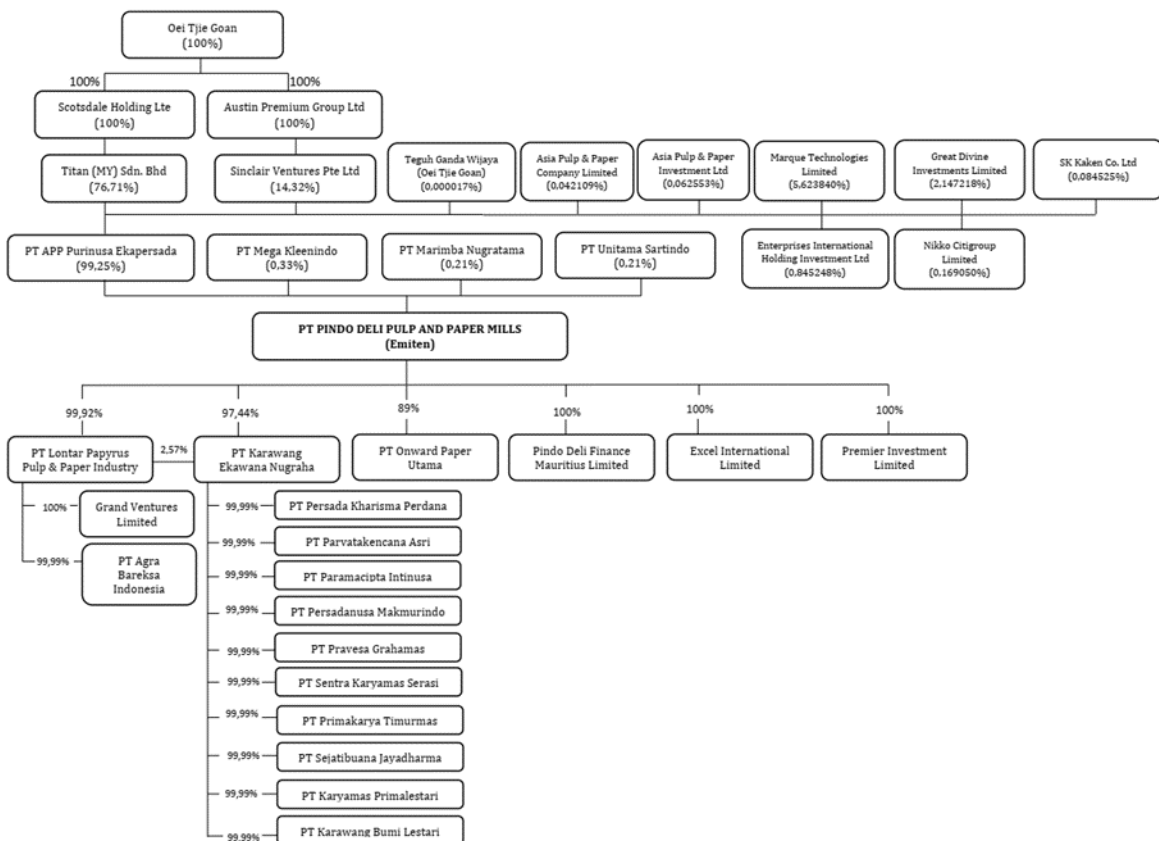 Oei Tjie Goan
(100%)
100%
100%
Scotsdale Holding Lte
(100%)
Austin Premium Group Ltd
(100%)
Titan (MY) Sdn. Bhd
(76,71%)
Sinclair Ventures Pte Ltd
(14,32%)
Teguh Ganda Wijaya
(Oei Tjie Goan)
(0,000017%)
Asia Pulp & Paper
Company Limited
(0,042109%)
Asia Pulp & Paper
Investment Ltd
(0,062553%)
Marque Technologies
Limited
(5,623840%)
Great Divine
Investments Limited
(2,147218%)
SK Kaken Co. Ltd
(0,084525%)
PT APP Purinusa Ekapersada
(99,25%)
PT Mega Kleenindo
(0,33%)
PT Marimba Nugratama
(0,21%)
PT Unitama Sartindo
(0,21%)
Enterprises International
Holding Investment Ltd
(0,845248%)
Nikko Citigroup
Limited
(0,169050%)
PT PINDO DELI PULP AND PAPER MILLS
(Emiten)
99,92%
97,44%
89%
100%
100%
100%
PT Lontar Papyrus
Pulp & Paper Industry
2,57%
PT Karawang
Ekawana Nugraha
PT Onward Paper
Utama
Pindo Deli Finance
Mauritius Limited
Excel International
Limited
Premier Investment
Limited
100%
Grand Ventures
Limited
99,99%
PT Agra
Bareksa
Indonesia
99,99%
PT Persada Kharisma Perdana
99,99%
PT Parvatakencana Asri
99,99%
PT Paramacipta Intinusa
99,99%
PT Persadanusa Makmurindo
99,99%
PT Pravesa Grahamas
99,99%
PT Sentra Karyamas Serasi
99,99%
PT Primakarya Timurmas
99,99%
PT Sejatibuana Jayadharma
99,99%
PT Karyamas Primalestari
99,99%
PT Karawang Bumi Lestari